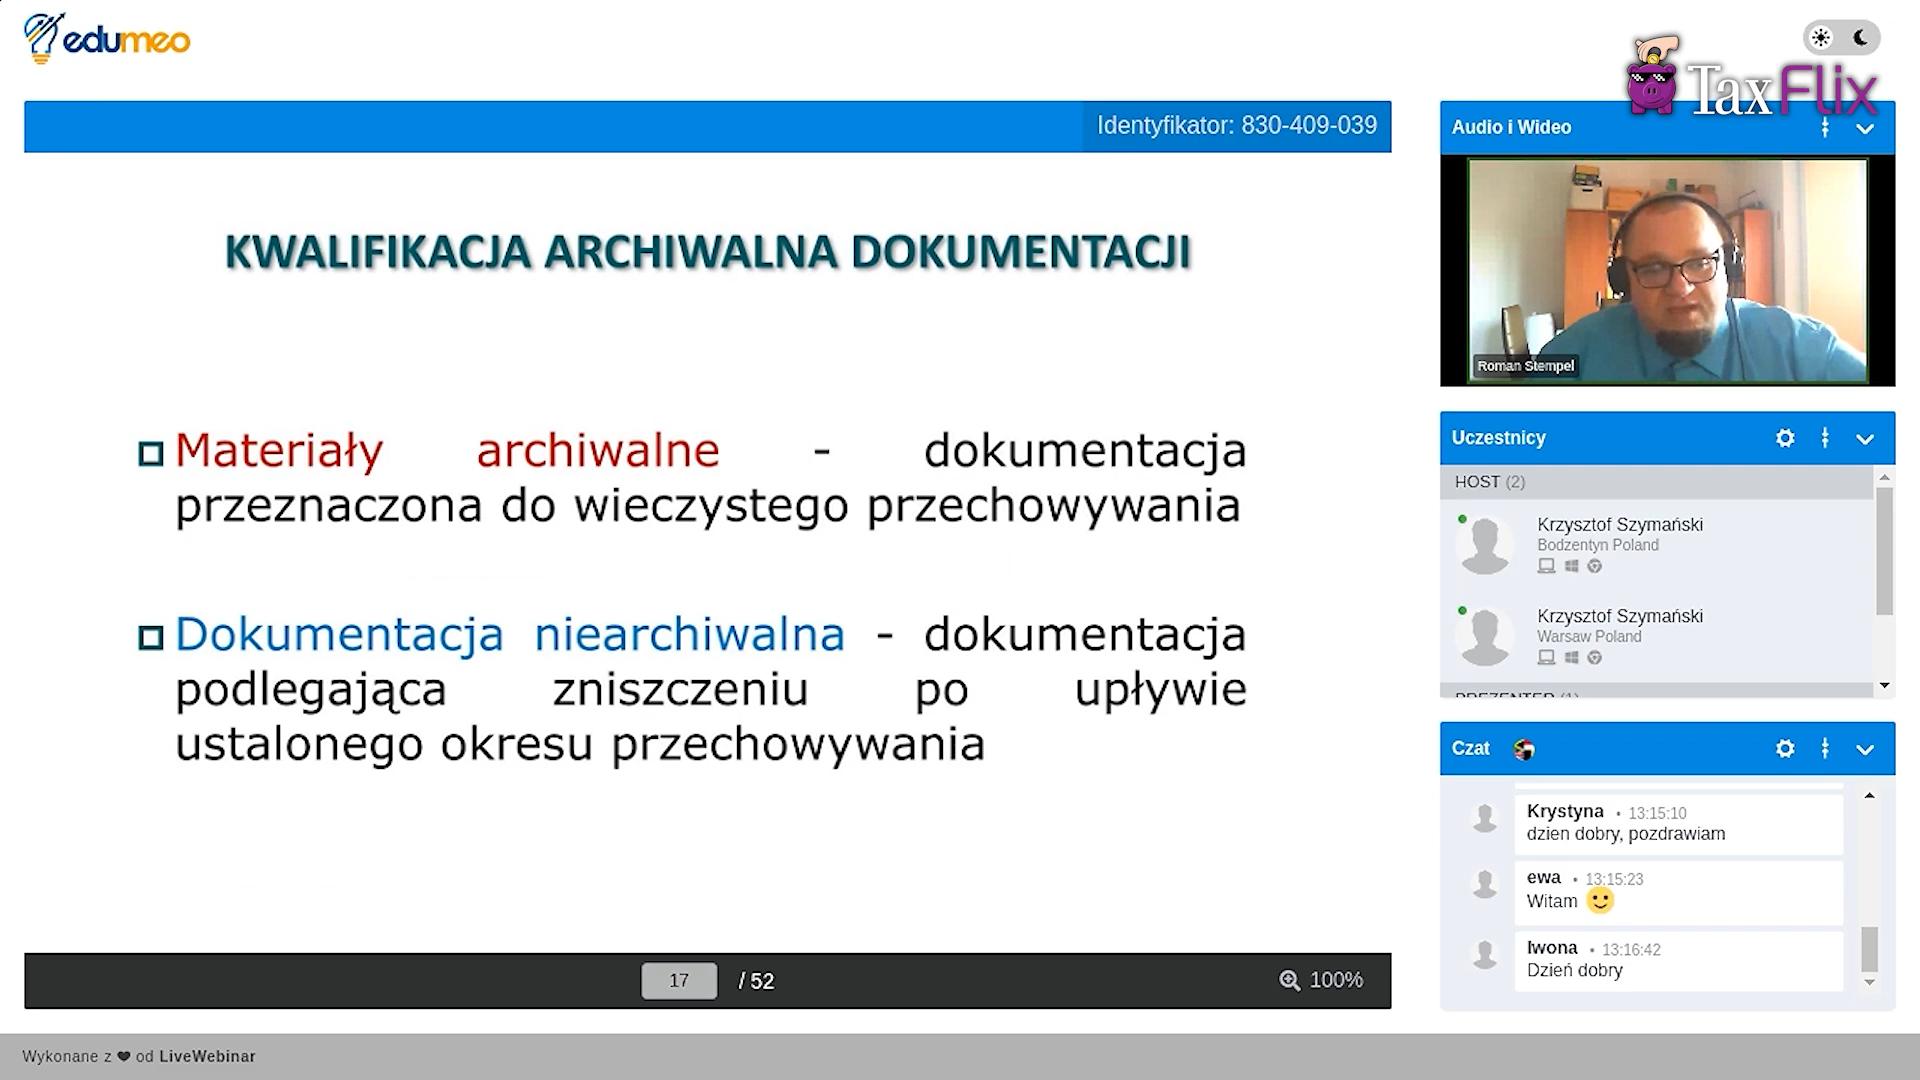 edumeo
TaxFlix
Identyfikator: 830-409-039
KWALIFIKACJA ARCHIWALNA DOKUMENTACJI
Materiały archiwalne - dokumentacja
przeznaczona do wieczystego przechowywania
Dokumentacja niearchiwalna - dokumentacja
podlegająca zniszczeniu po upływie
ustalonego okresu przechowywania
17 / 52
100%
Audio i Wideo
Roman Stempel
Uczestnicy
HOST (2)
Krzysztof Szymański
Bodzentyn Poland
Krzysztof Szymański
Warsaw Poland
PREZENTER (1)
Czat
Krystyna • 13:15:10
dzien dobry, pozdrawiam
ewa • 13:15:23
Witam 🙂
Iwona • 13:16:42
Dzień dobry
Wykonane z ❤ od LiveWebinar